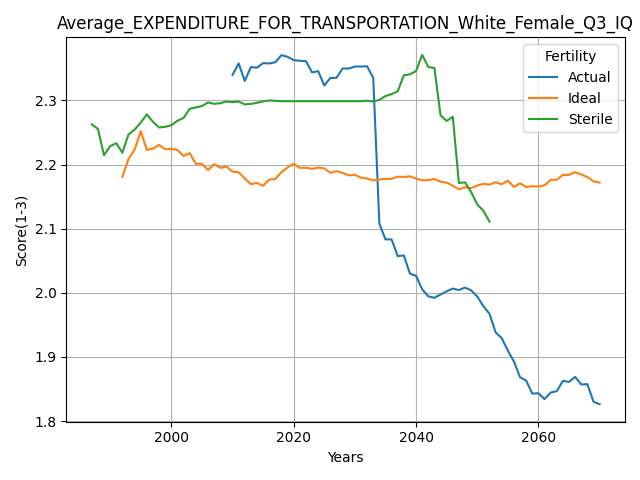 Average_EXPENDITURE_FOR_TRANSPORTATION_White_Female_Q3_IQ
Fertility
Actual
Ideal
Sterile
Score(1-3)
2.3
2.2
2.1
2.0
1.9
1.8
2000
2020
2040
2060
Years